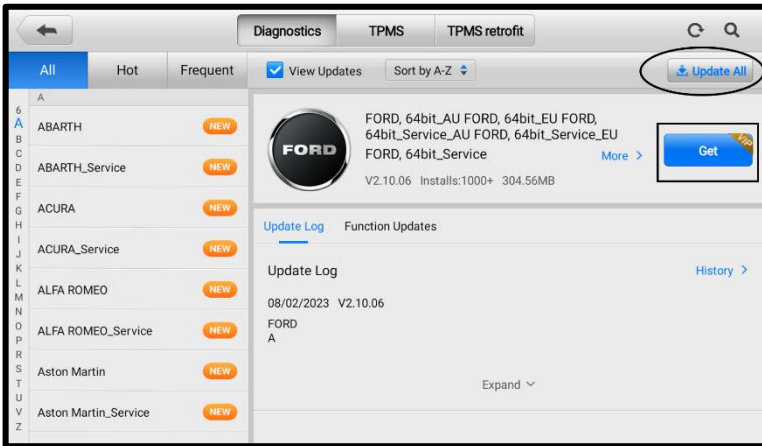 Diagnostics TPMS TPMS retrofit
All Hot Frequent
View Updates Sort by A-Z Update All
A
6
A
B
C
D
E
F
G
H
I
J
K
L
M
N
O
P
R
S
T
U
V
Z
ABARTH NEW
ABARTH_Service NEW
ACURA NEW
ACURA_Service NEW
ALFA ROMEO NEW
ALFA ROMEO_Service NEW
Aston Martin NEW
Aston Martin_Service NEW
FORD
FORD, 64bit_AU FORD, 64bit_EU FORD,
64bit_Service_AU FORD, 64bit_Service_EU
FORD, 64bit_Service More >
V2.10.06 Installs:1000+ 304.56MB
Get VIP
Update Log Function Updates
Update Log History >
08/02/2023 V2.10.06
FORD
A
Expand